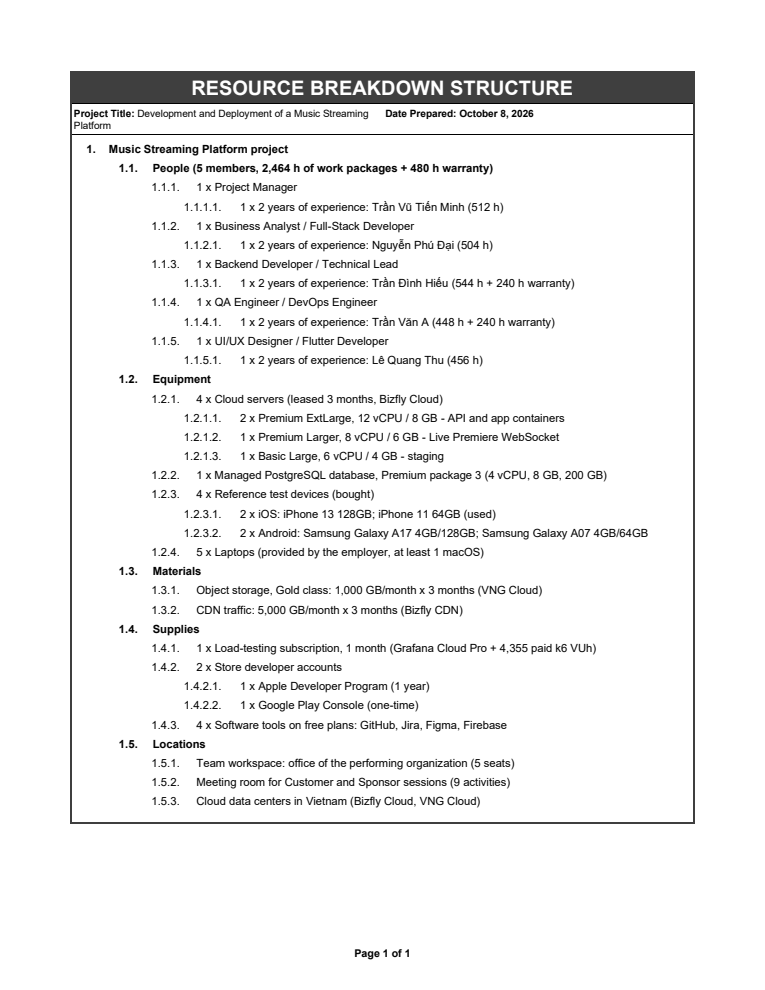 RESOURCE BREAKDOWN STRUCTURE
Project Title: Development and Deployment of a Music Streaming Platform
Date Prepared: October 8, 2026
1. Music Streaming Platform project
1.1. People (5 members, 2,464 h of work packages + 480 h warranty)
1.1.1. 1 x Project Manager
1.1.1.1. 1 x 2 years of experience: Trần Vũ Tiến Minh (512 h)
1.1.2. 1 x Business Analyst / Full-Stack Developer
1.1.2.1. 1 x 2 years of experience: Nguyễn Phú Đại (504 h)
1.1.3. 1 x Backend Developer / Technical Lead
1.1.3.1. 1 x 2 years of experience: Trần Đình Hiếu (544 h + 240 h warranty)
1.1.4. 1 x QA Engineer / DevOps Engineer
1.1.4.1. 1 x 2 years of experience: Trần Văn A (448 h + 240 h warranty)
1.1.5. 1 x UI/UX Designer / Flutter Developer
1.1.5.1. 1 x 2 years of experience: Lê Quang Thu (456 h)
1.2. Equipment
1.2.1. 4 x Cloud servers (leased 3 months, Bizfly Cloud)
1.2.1.1. 2 x Premium ExtLarge, 12 vCPU / 8 GB - API and app containers
1.2.1.2. 1 x Premium Larger, 8 vCPU / 6 GB - Live Premiere WebSocket
1.2.1.3. 1 x Basic Large, 6 vCPU / 4 GB - staging
1.2.2. 1 x Managed PostgreSQL database, Premium package 3 (4 vCPU, 8 GB, 200 GB)
1.2.3. 4 x Reference test devices (bought)
1.2.3.1. 2 x iOS: iPhone 13 128GB; iPhone 11 64GB (used)
1.2.3.2. 2 x Android: Samsung Galaxy A17 4GB/128GB; Samsung Galaxy A07 4GB/64GB
1.2.4. 5 x Laptops (provided by the employer, at least 1 macOS)
1.3. Materials
1.3.1. Object storage, Gold class: 1,000 GB/month x 3 months (VNG Cloud)
1.3.2. CDN traffic: 5,000 GB/month x 3 months (Bizfly CDN)
1.4. Supplies
1.4.1. 1 x Load-testing subscription, 1 month (Grafana Cloud Pro + 4,355 paid k6 VUh)
1.4.2. 2 x Store developer accounts
1.4.2.1. 1 x Apple Developer Program (1 year)
1.4.2.2. 1 x Google Play Console (one-time)
1.4.3. 4 x Software tools on free plans: GitHub, Jira, Figma, Firebase
1.5. Locations
1.5.1. Team workspace: office of the performing organization (5 seats)
1.5.2. Meeting room for Customer and Sponsor sessions (9 activities)
1.5.3. Cloud data centers in Vietnam (Bizfly Cloud, VNG Cloud)
Page 1 of 1